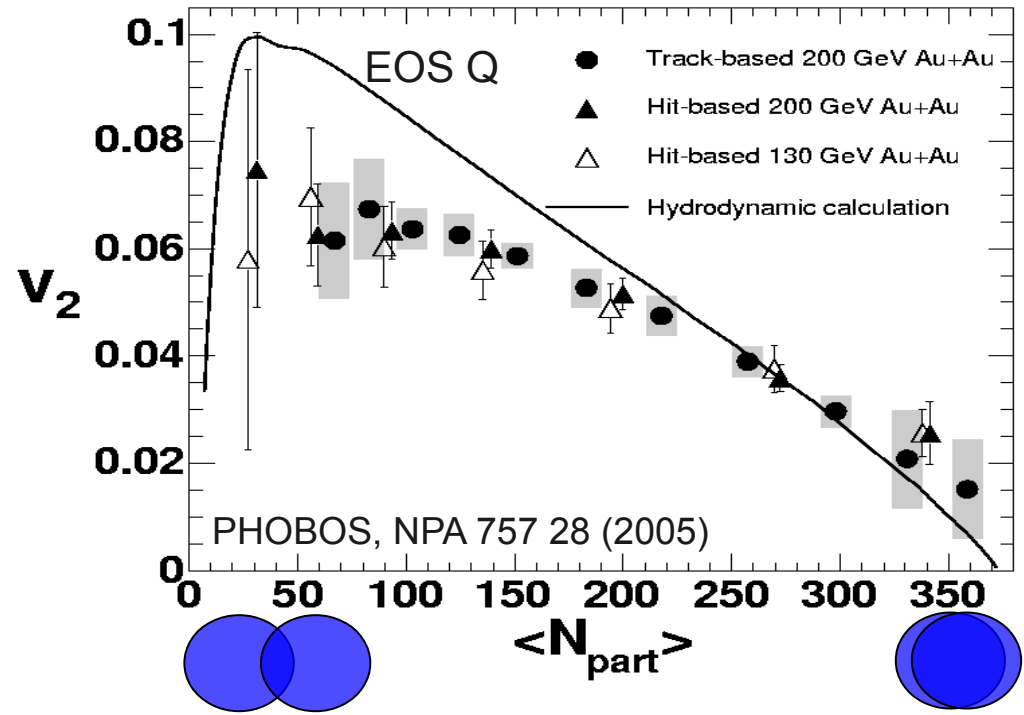 EOS Q
Track-based 200 GeV Au+Au
Hit-based 200 GeV Au+Au
Hit-based 130 GeV Au+Au
Hydrodynamic calculation
0.1
0.08
0.06
0.04
0.02
0
v2
PHOBOS, NPA 757 28 (2005)
0 50 100 150 200 250 300 350
<Npart>